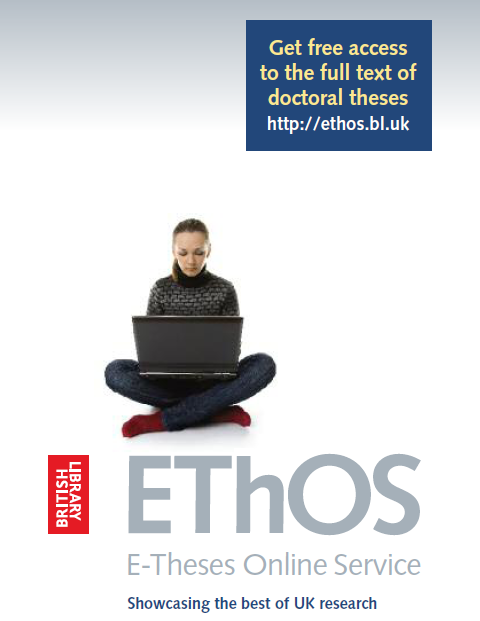 Get free access
to the full text of
doctoral theses
http://ethos.bl.uk
BRITISH
LIBRARY
EThOS
E-Theses Online Service
Showcasing the best of UK research